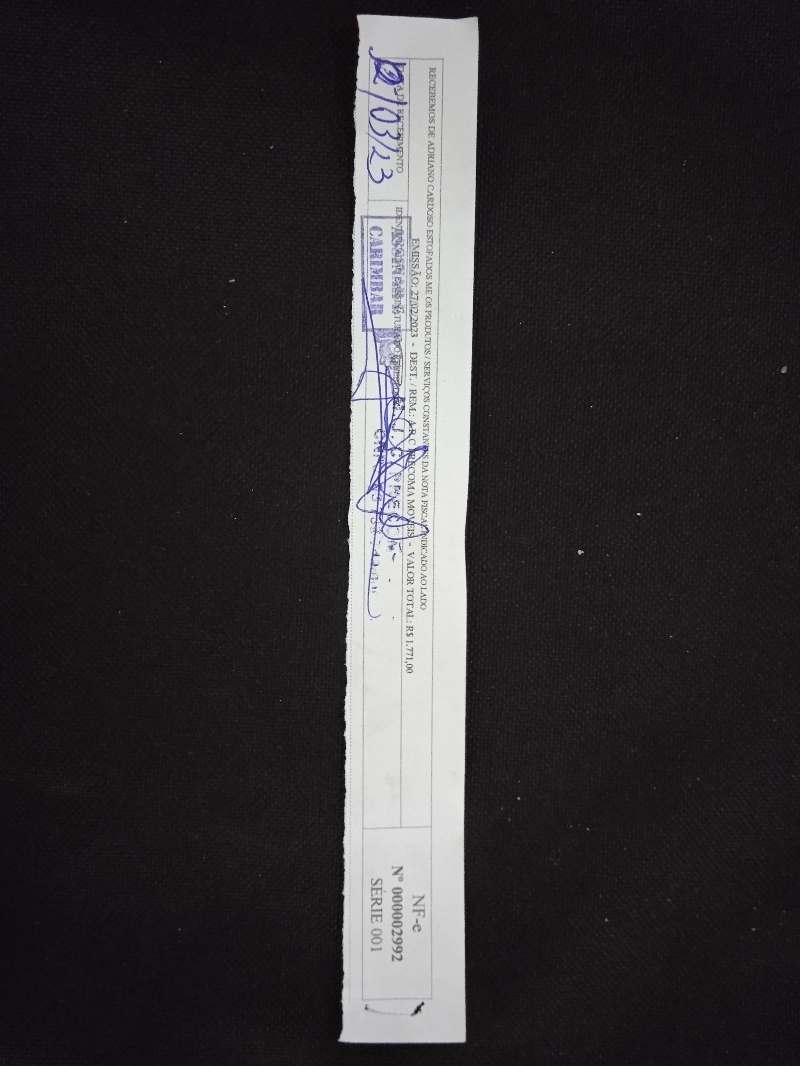 RECEBEMOS DE ADRIANO CARDOSO ESTOFADOS ME OS PRODUTOS / SERVIÇOS CONSTANTES DA NOTA FISCAL INDICADO AO LADO
EMISSÃO: 27/02/2023 - DEST. / REM.: A R C PRECOMA MOVEIS - VALOR TOTAL: R$ 1.771,00
DATA DE RECEBIMENTO
/03/23
CARIMBAR
NF-e
Nº 000002992
SÉRIE 001